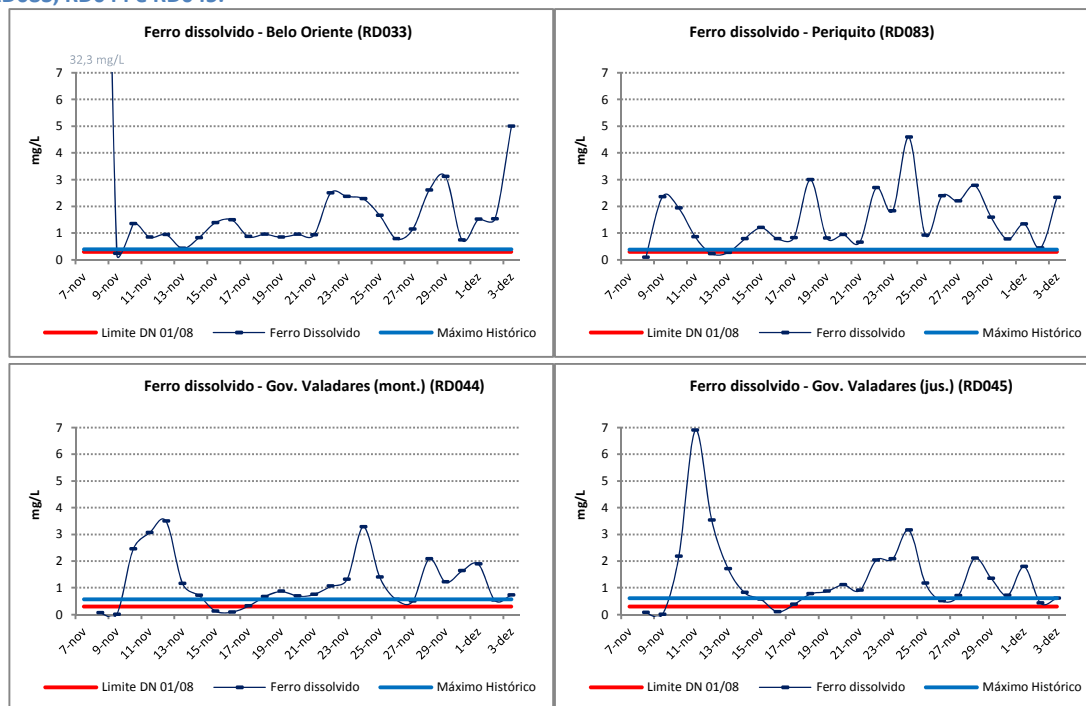 RD083, RD044 e RD045.
Ferro dissolvido - Belo Oriente (RD033)
32,3 mg/L
mg/L
7
6
5
4
3
2
1
0
7-nov
9-nov
11-nov
13-nov
15-nov
17-nov
19-nov
21-nov
23-nov
25-nov
27-nov
29-nov
1-dez
3-dez
Limite DN 01/08
Ferro Dissolvido
Máximo Histórico
Ferro dissolvido - Periquito (RD083)
mg/L
7
6
5
4
3
2
1
0
7-nov
9-nov
11-nov
13-nov
15-nov
17-nov
19-nov
21-nov
23-nov
25-nov
27-nov
29-nov
1-dez
3-dez
Limite DN 01/08
Ferro dissolvido
Máximo Histórico
Ferro dissolvido - Gov. Valadares (mont.) (RD044)
mg/L
7
6
5
4
3
2
1
0
7-nov
9-nov
11-nov
13-nov
15-nov
17-nov
19-nov
21-nov
23-nov
25-nov
27-nov
29-nov
1-dez
3-dez
Limite DN 01/08
Ferro dissolvido
Máximo Histórico
Ferro dissolvido - Gov. Valadares (jus.) (RD045)
mg/L
7
6
5
4
3
2
1
0
7-nov
9-nov
11-nov
13-nov
15-nov
17-nov
19-nov
21-nov
23-nov
25-nov
27-nov
29-nov
1-dez
3-dez
Limite DN 01/08
Ferro dissolvido
Máximo Histórico